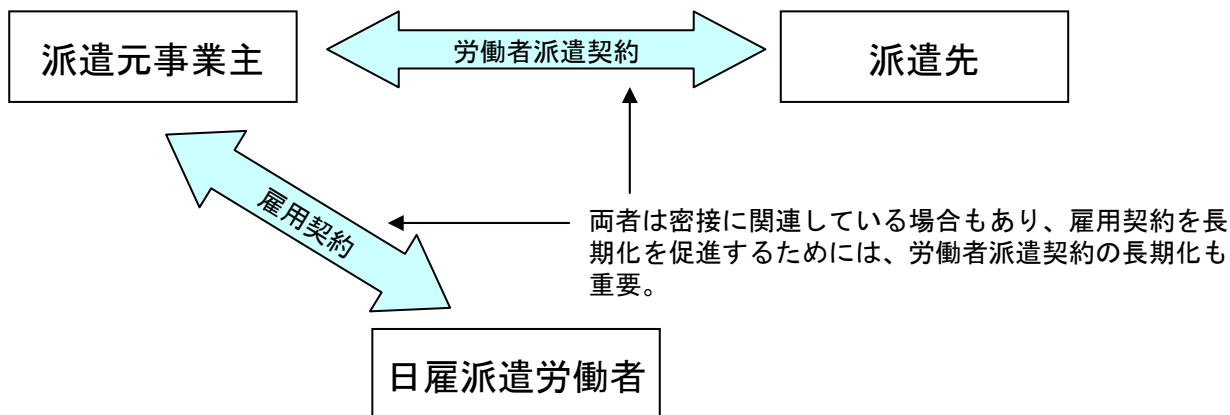 派遣元事業主
労働者派遣契約
派遣先
雇用契約
両者は密接に関連している場合もあり、雇用契約を長
期化を促進するためには、労働者派遣契約の長期化も
重要。
日雇派遣労働者